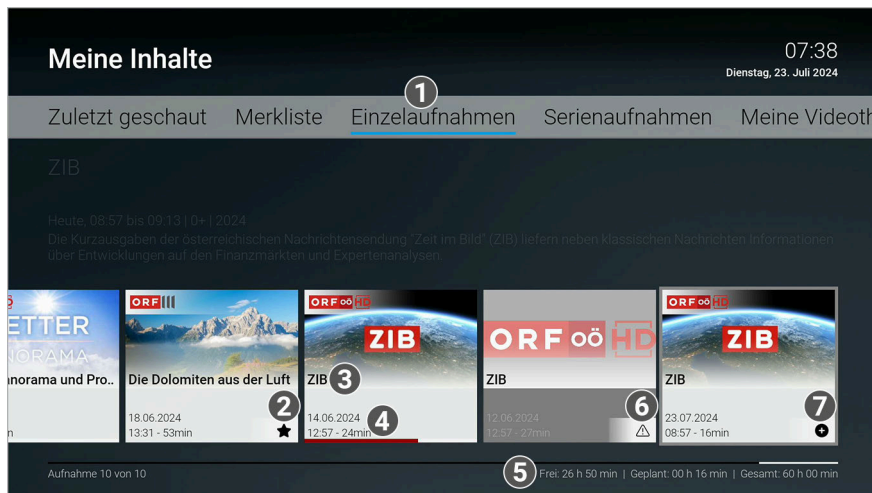 Meine Inhalte
07:38
Dienstag, 23. Juli 2024
1
Zuletzt geschaut Merkliste Einzelaufnahmen Serienaufnahmen Meine Videoth
ZIB
Heute, 08:57 bis 09:13 | 0+ | 2024
Die Kurzausgaben der österreichischen Nachrichtensendung "Zeit im Bild" (ZIB) liefern neben klassischen Nachrichten Informationen
über Entwicklungen auf den Finanzmärkten und Expertenanalysen.
ETTER
NORAMA
anorama und Pro..
n
ORF III
Die Dolomiten aus der Luft
2
18.06.2024
13:31 - 53min
ORF oö HD
ZIB
ZIB 3
14.06.2024 4
12:57 - 24min
ORF oö HD
ZIB
6
12.06.2024
12:57 - 27min
ORF oö HD
ZIB
ZIB
7
23.07.2024
08:57 - 16min
Aufnahme 10 von 10
5 Frei: 26 h 50 min | Geplant: 00 h 16 min | Gesamt: 60 h 00 min